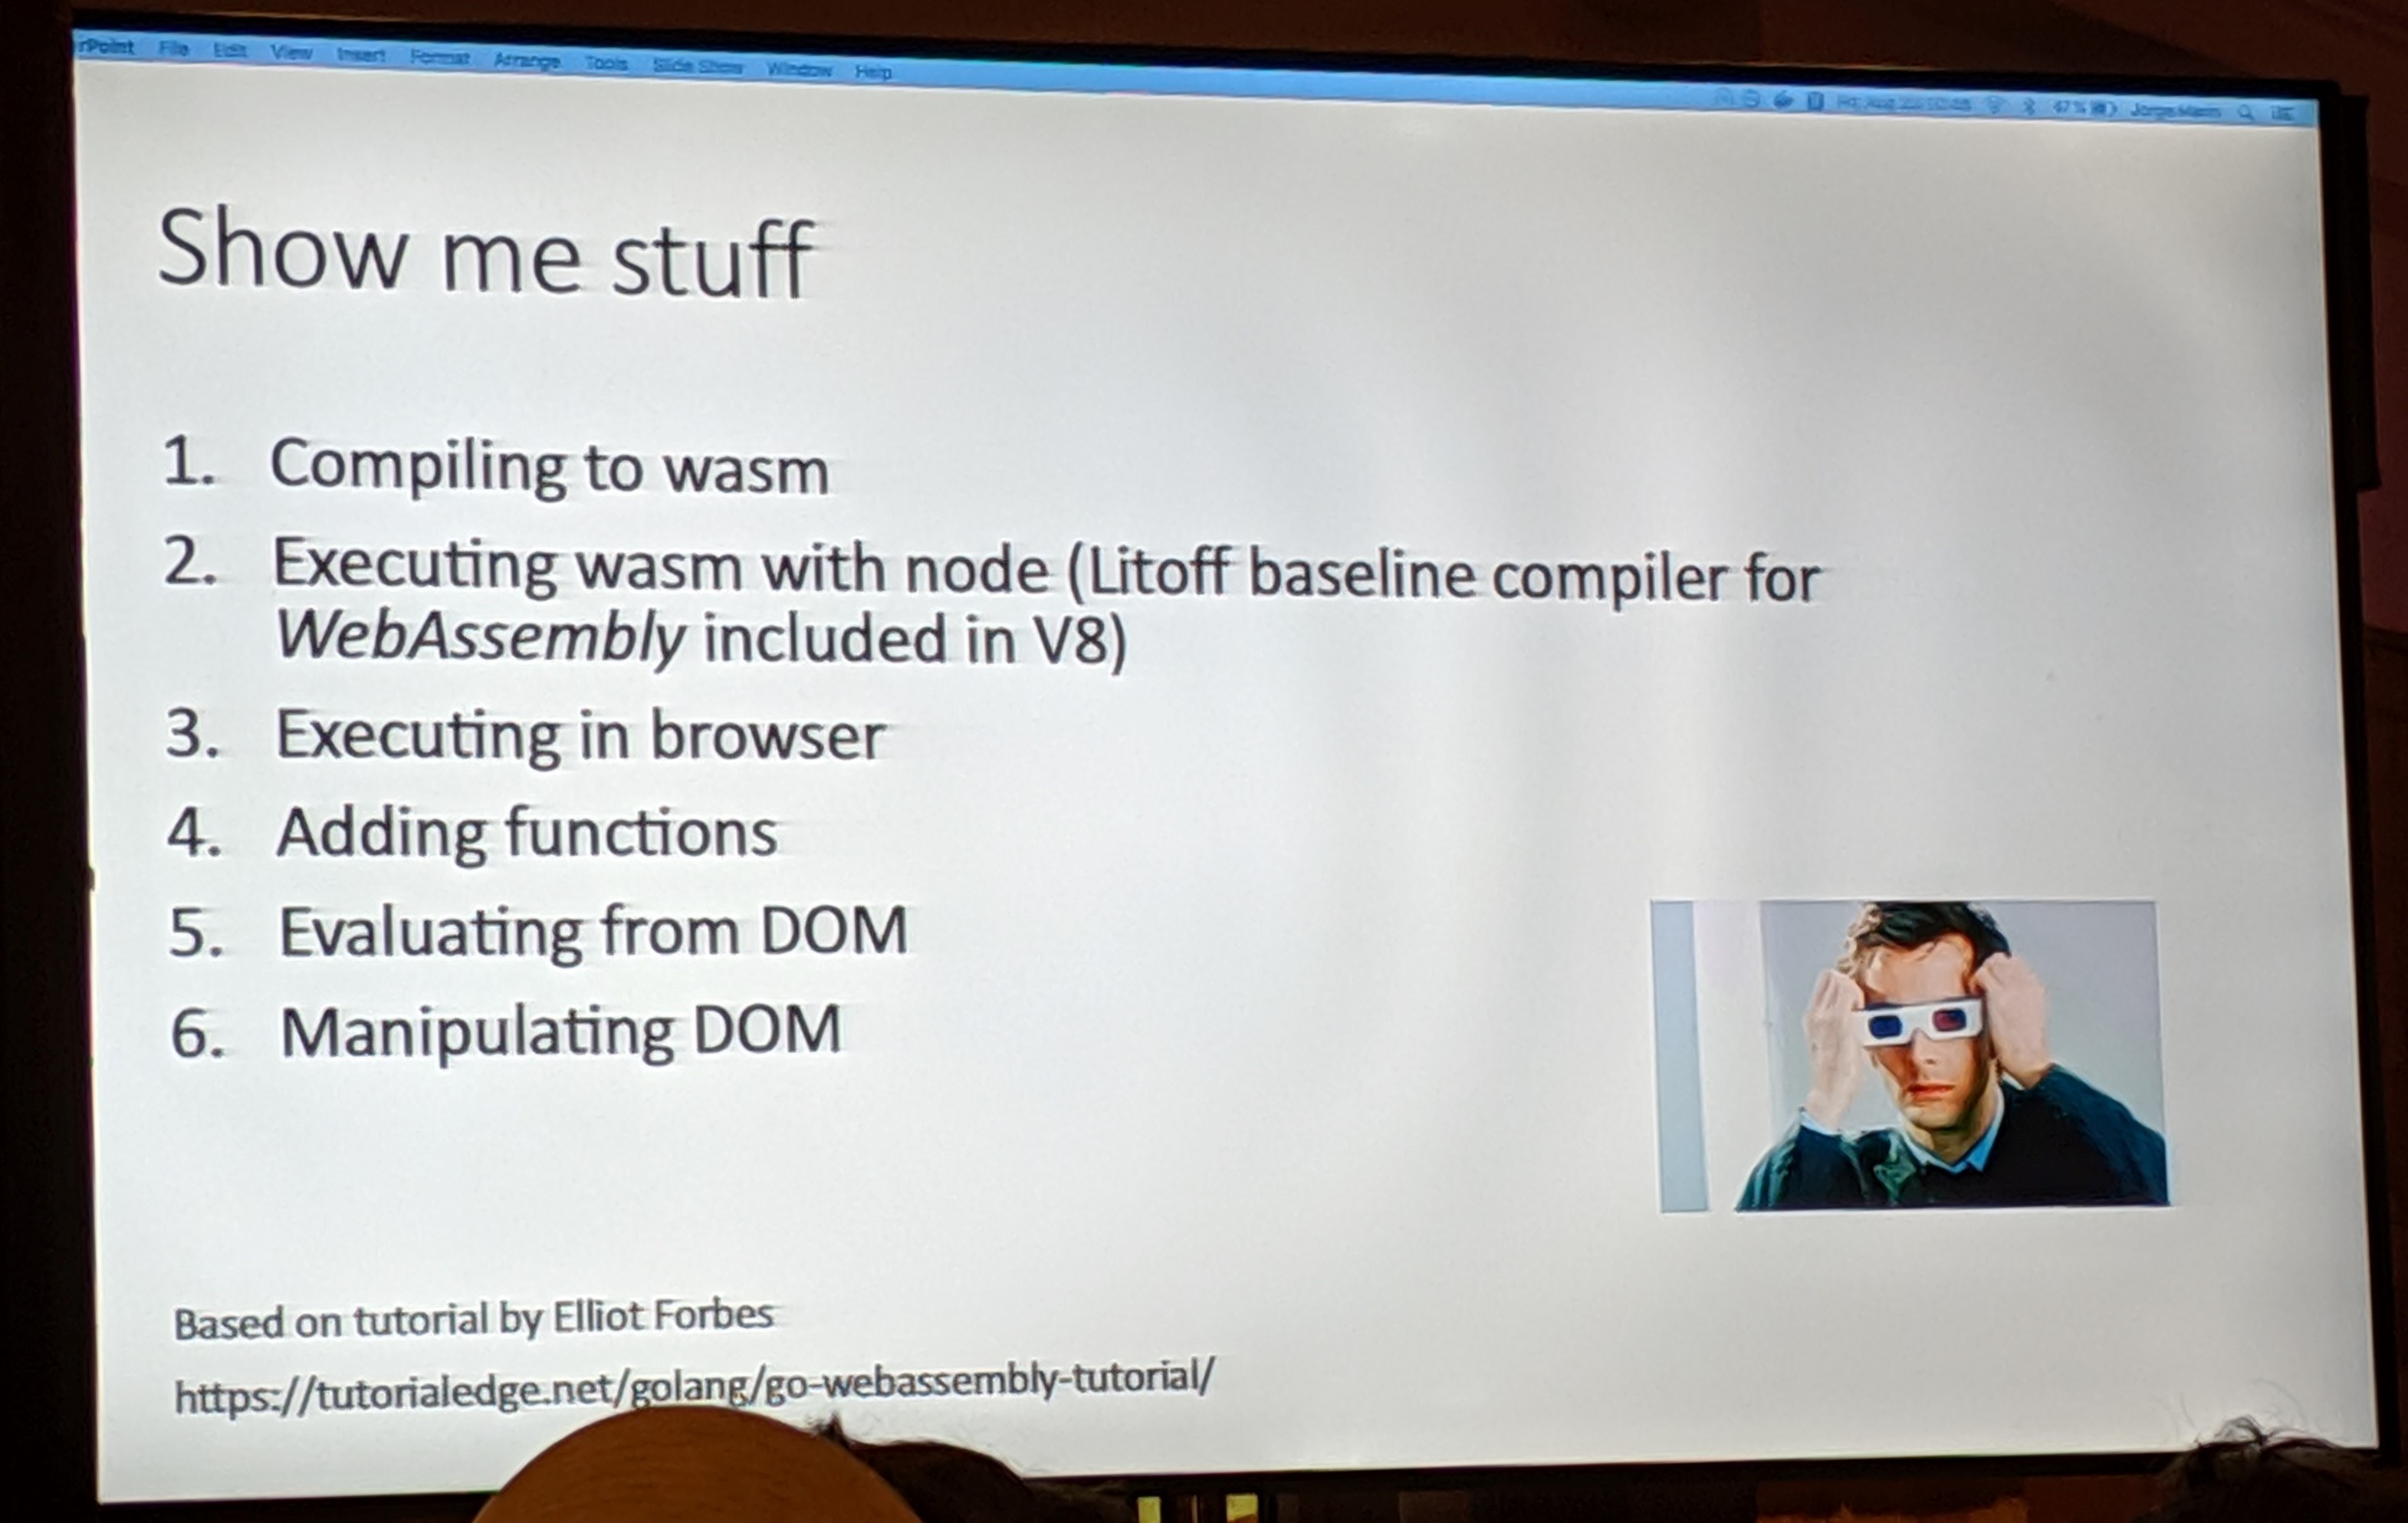 rPoint File Edit View Insert Format Arrange Tools Slide Show Window Help
47%
Show me stuff
1. Compiling to wasm
2. Executing wasm with node (Litoff baseline compiler for
WebAssembly included in V8)
3. Executing in browser
4. Adding functions
5. Evaluating from DOM
6. Manipulating DOM
Based on tutorial by Elliot Forbes
https://tutorialedge.net/golang/go-webassembly-tutorial/